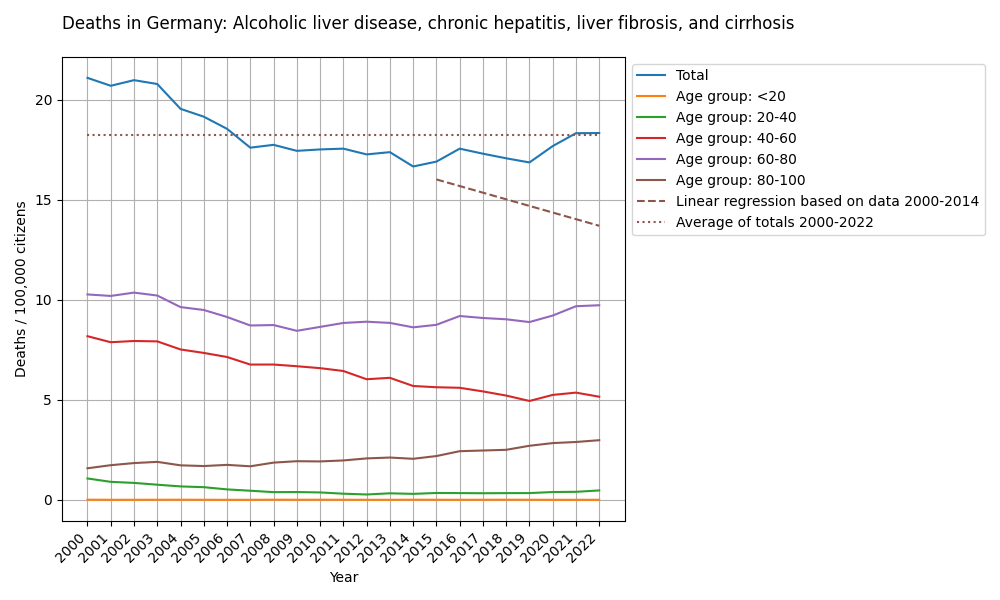 Deaths in Germany: Alcoholic liver disease, chronic hepatitis, liver fibrosis, and cirrhosis
Deaths / 100,000 citizens
20
15
10
5
0
2000 2001 2002 2003 2004 2005 2006 2007 2008 2009 2010 2011 2012 2013 2014 2015 2016 2017 2018 2019 2020 2021 2022
Year
Total
Age group: <20
Age group: 20-40
Age group: 40-60
Age group: 60-80
Age group: 80-100
Linear regression based on data 2000-2014
Average of totals 2000-2022